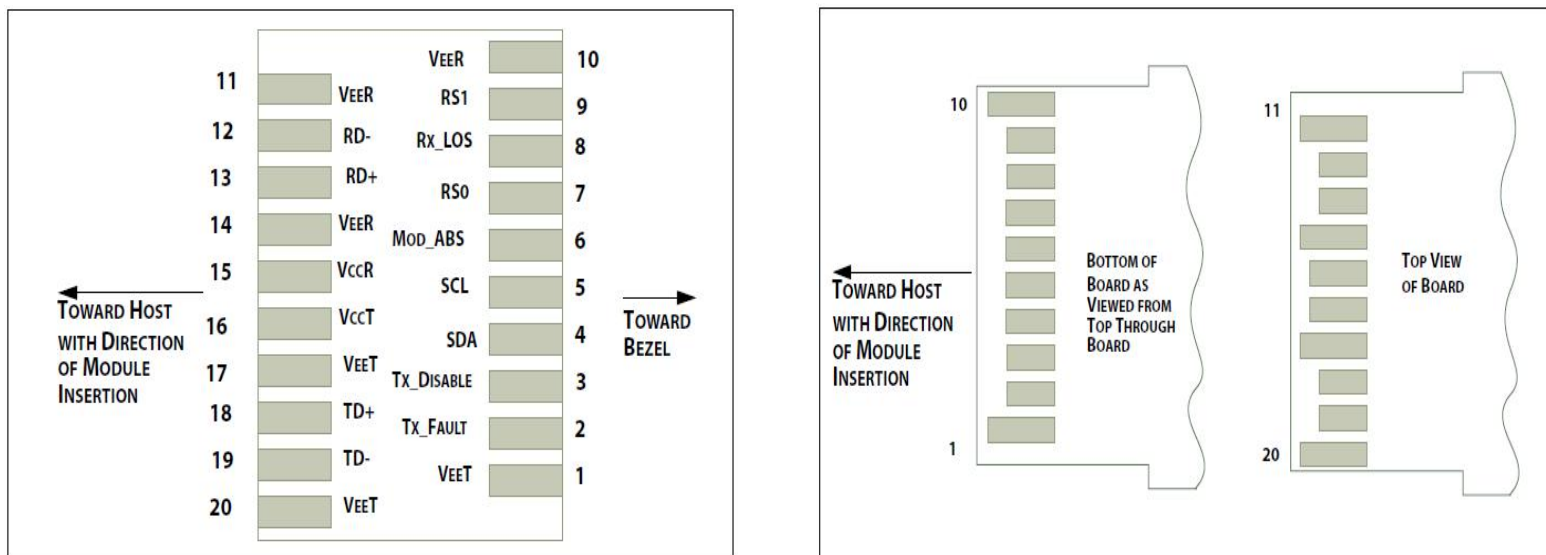 VEER 10
11 VEER
RS1 9
12 RD-
RX_LOS 8
13 RD+
RS0 7
14 VEER
MOD_ABS 6
15 VCCR
SCL 5
TOWARD HOST
WITH DIRECTION
OF MODULE
INSERTION
16 VCCT
SDA 4
TOWARD
BEZEL
17 VEET
TX_DISABLE 3
18 TD+
TX_FAULT 2
19 TD-
VEET 1
20 VEET
10
1
TOWARD HOST
WITH DIRECTION
OF MODULE
INSERTION
BOTTOM OF
BOARD AS
VIEWED FROM
TOP THROUGH
BOARD
11
20
TOP VIEW
OF BOARD